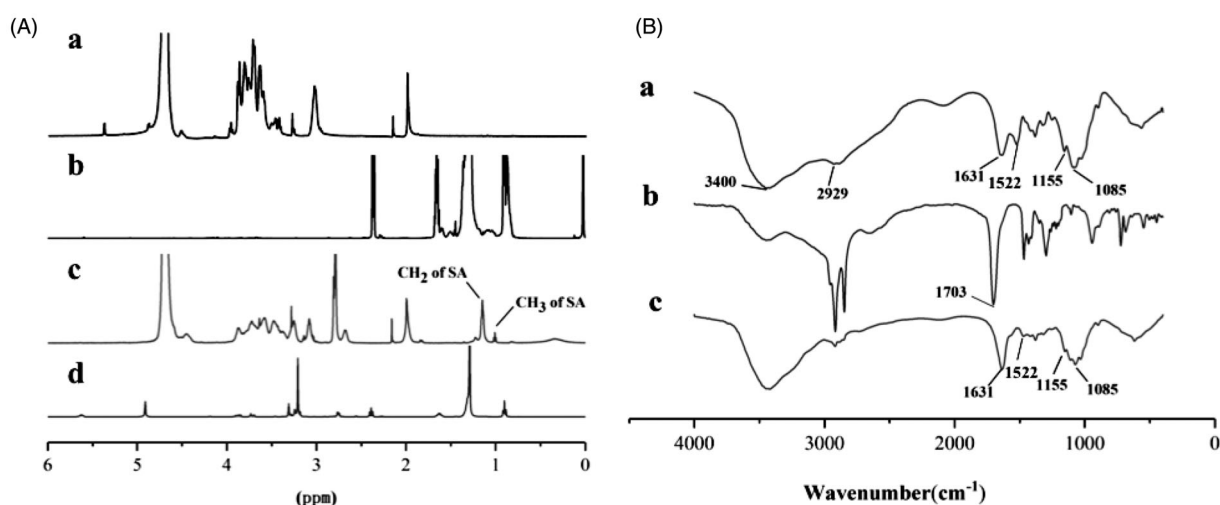 (A)
a
b
c
CH2 of SA
CH3 of SA
d
6 5 4 3 2 1 0
(ppm)
(B)
a
3400
2929
1631
1522
1155
1085
b
1703
c
1631
1522
1155
1085
4000 3000 2000 1000 0
Wavenumber(cm-1)